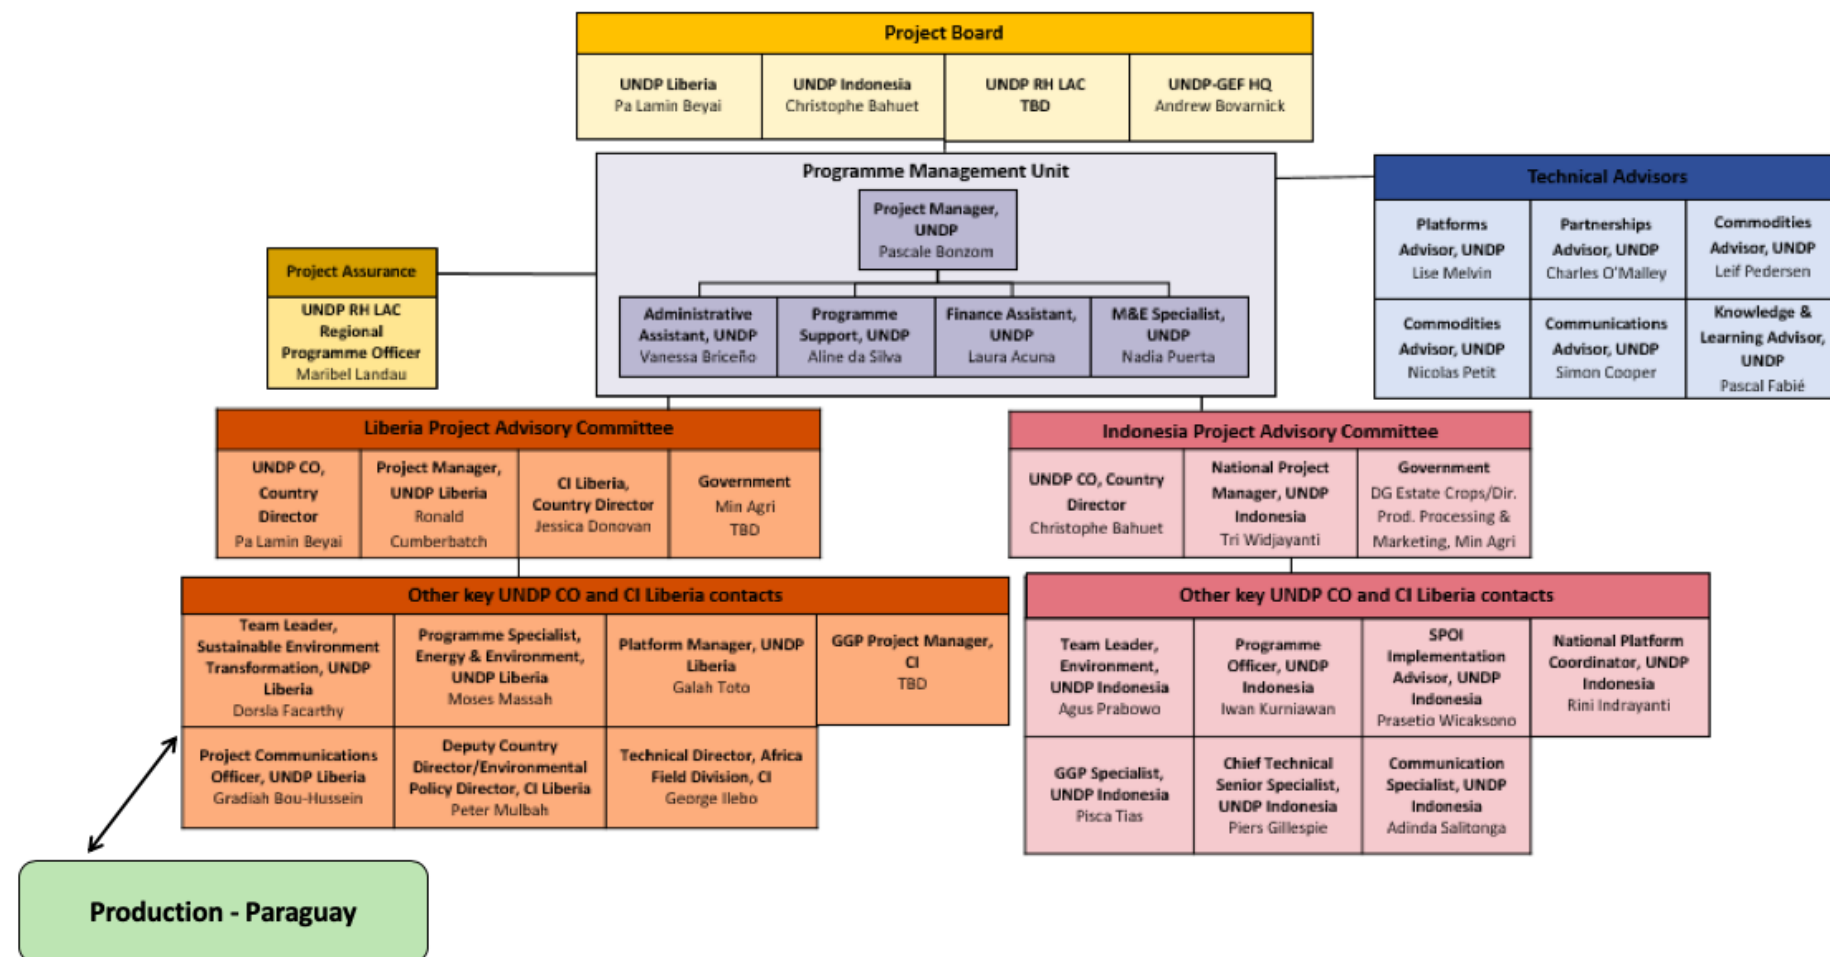 Project Board
UNDP Liberia
Pa Lamin Beyai
UNDP Indonesia
Christophe Bahuet
UNDP RH LAC
TBD
UNDP-GEF HQ
Andrew Bovarnick
Programme Management Unit
Project Manager,
UNDP
Pascale Bonzom
Administrative
Assistant, UNDP
Vanessa Briceño
Programme
Support, UNDP
Aline da Silva
Finance Assistant,
UNDP
Laura Acuna
M&E Specialist,
UNDP
Nadia Puerta
Technical Advisors
Platforms
Advisor, UNDP
Lise Melvin
Partnerships
Advisor, UNDP
Charles O'Malley
Commodities
Advisor, UNDP
Leif Pedersen
Commodities
Advisor, UNDP
Nicolas Petit
Communications
Advisor, UNDP
Simon Cooper
Knowledge &
Learning Advisor,
UNDP
Pascal Fabié
Project Assurance
UNDP RH LAC
Regional
Programme Officer
Maribel Landau
Liberia Project Advisory Committee
UNDP CO,
Country
Director
Pa Lamin Beyai
Project Manager,
UNDP Liberia
Ronald
Cumberbatch
CI Liberia,
Country Director
Jessica Donovan
Government
Min Agri
TBD
Indonesia Project Advisory Committee
UNDP CO, Country
Director
Christophe Bahuet
National Project
Manager, UNDP
Indonesia
Tri Widjayanti
Government
DG Estate Crops/Dir.
Prod. Processing &
Marketing, Min Agri
Other key UNDP CO and CI Liberia contacts
Team Leader,
Sustainable Environment
Transformation, UNDP
Liberia
Dorsla Facarthy
Programme Specialist,
Energy & Environment,
UNDP Liberia
Moses Massah
Platform Manager, UNDP
Liberia
Galah Toto
GGP Project Manager,
CI
TBD
Project Communications
Officer, UNDP Liberia
Gradiah Bou-Hussein
Deputy Country
Director/Environmental
Policy Director, CI Liberia
Peter Mulbah
Technical Director, Africa
Field Division, CI
George Ilebo
Other key UNDP CO and CI Liberia contacts
Team Leader,
Environment,
UNDP Indonesia
Agus Prabowo
Programme
Officer, UNDP
Indonesia
Iwan Kurniawan
SPOI
Implementation
Advisor, UNDP
Indonesia
Prasetio Wicaksono
National Platform
Coordinator, UNDP
Indonesia
Rini Indrayanti
GGP Specialist,
UNDP Indonesia
Pisca Tias
Chief Technical
Senior Specialist,
UNDP Indonesia
Piers Gillespie
Communication
Specialist, UNDP
Indonesia
Adinda Salitonga
Production - Paraguay